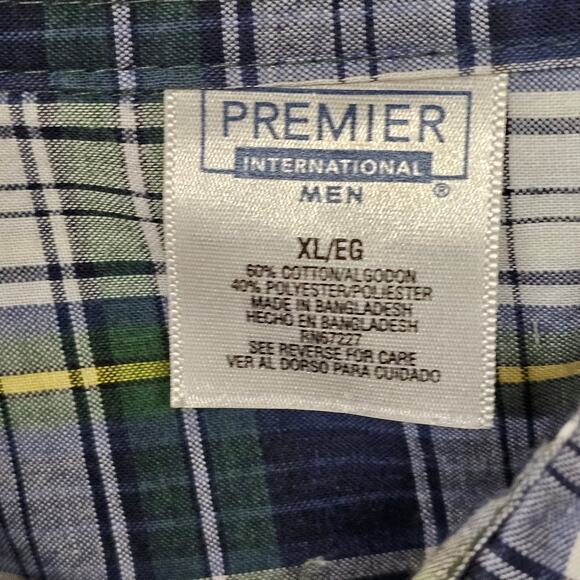 PREMIER
INTERNATIONAL
MEN ®
XL/EG
60% COTTON/ALGODON
40% POLYESTER/POLIESTER
MADE IN BANGLADESH
HECHO EN BANGLADESH
RN67227
SEE REVERSE FOR CARE
VER AL DORSO PARA CUIDADO